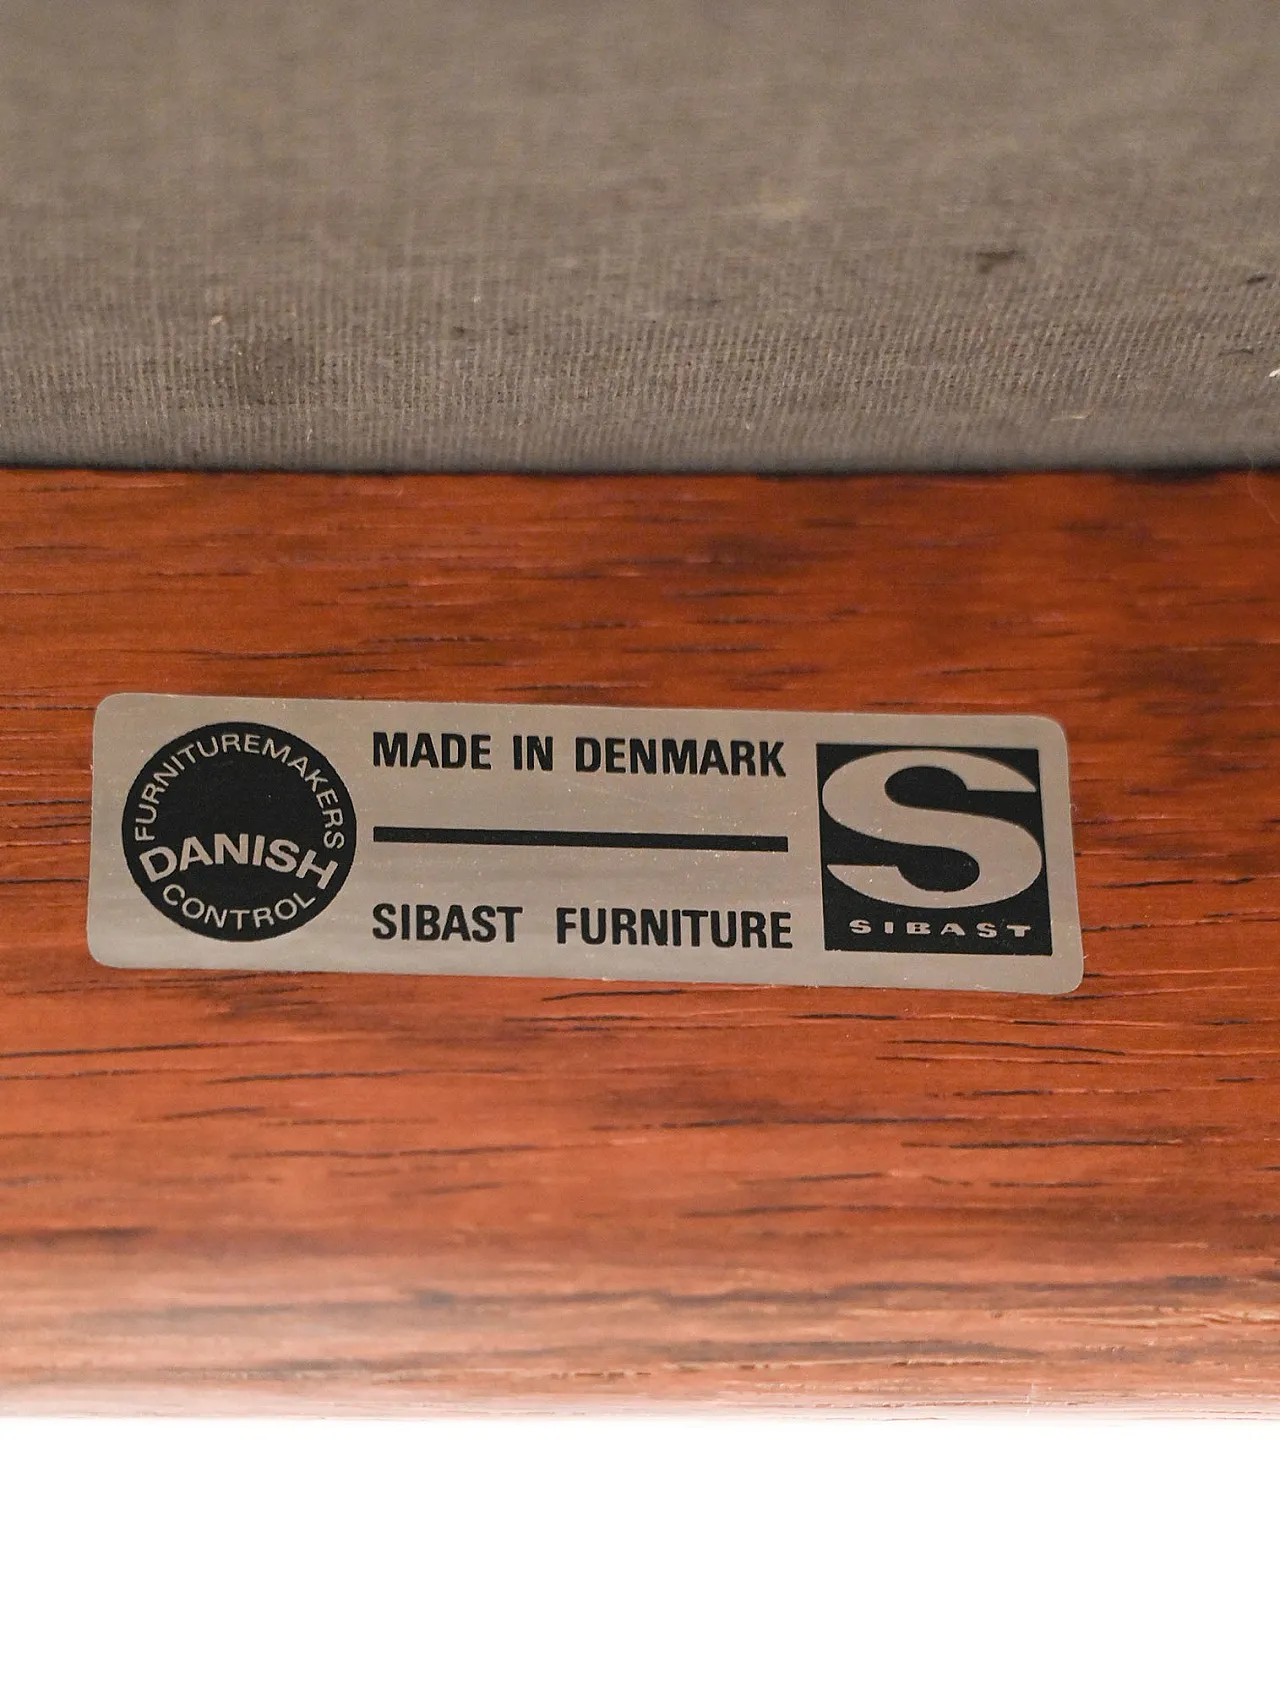 FURNITUREMAKERS
DANISH
CONTROL
MADE IN DENMARK
SIBAST FURNITURE
S
SIBAST